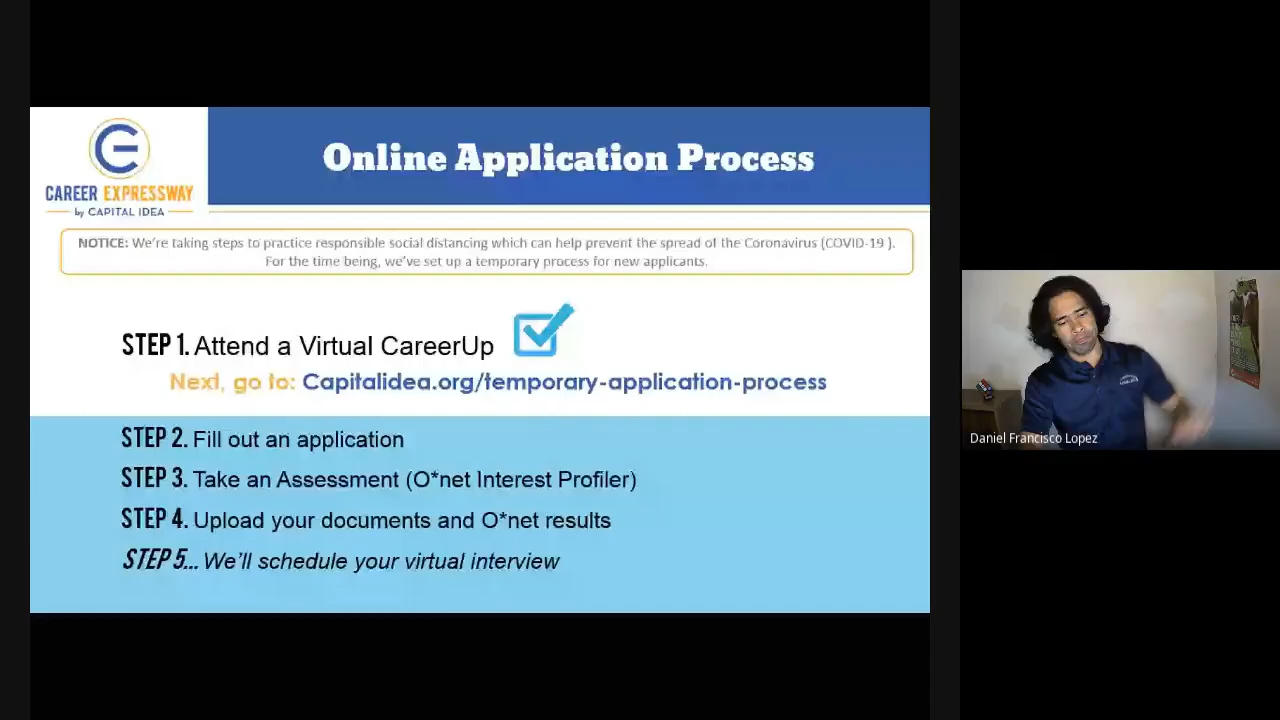 Online Application Process
CAREER EXPRESSWAY
by CAPITAL IDEA
NOTICE: We're taking steps to practice responsible social distancing which can help prevent the spread of the Coronavirus (COVID-19 ).
For the time being, we've set up a temporary process for new applicants.
STEP 1. Attend a Virtual CareerUp
Next, go to: Capitalidea.org/temporary-application-process
STEP 2. Fill out an application
STEP 3. Take an Assessment (O*net Interest Profiler)
STEP 4. Upload your documents and O*net results
STEP 5... We'll schedule your virtual interview
Daniel Francisco Lopez